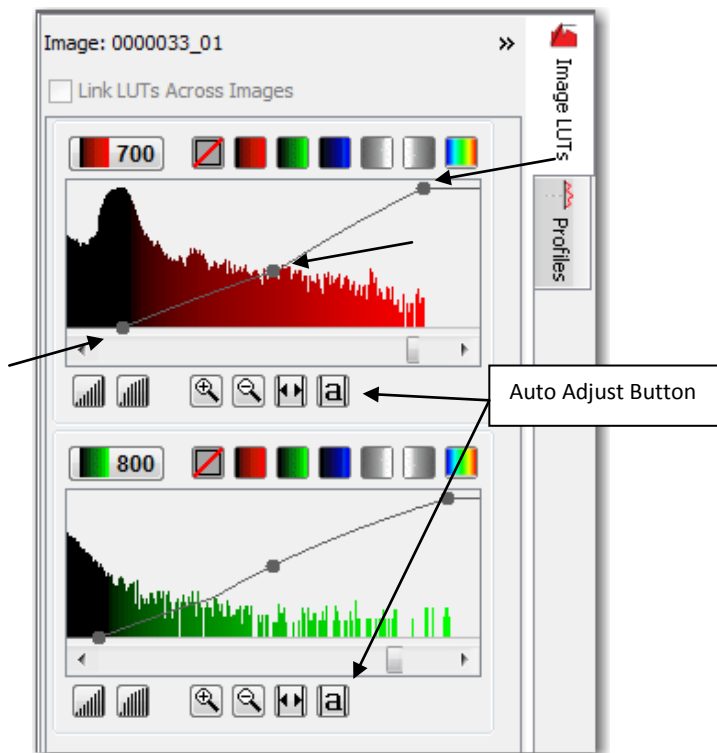 Image: 0000033_01
»
Link LUTs Across Images
700
a
800
a
Image LUTs
Profiles
Auto Adjust Button